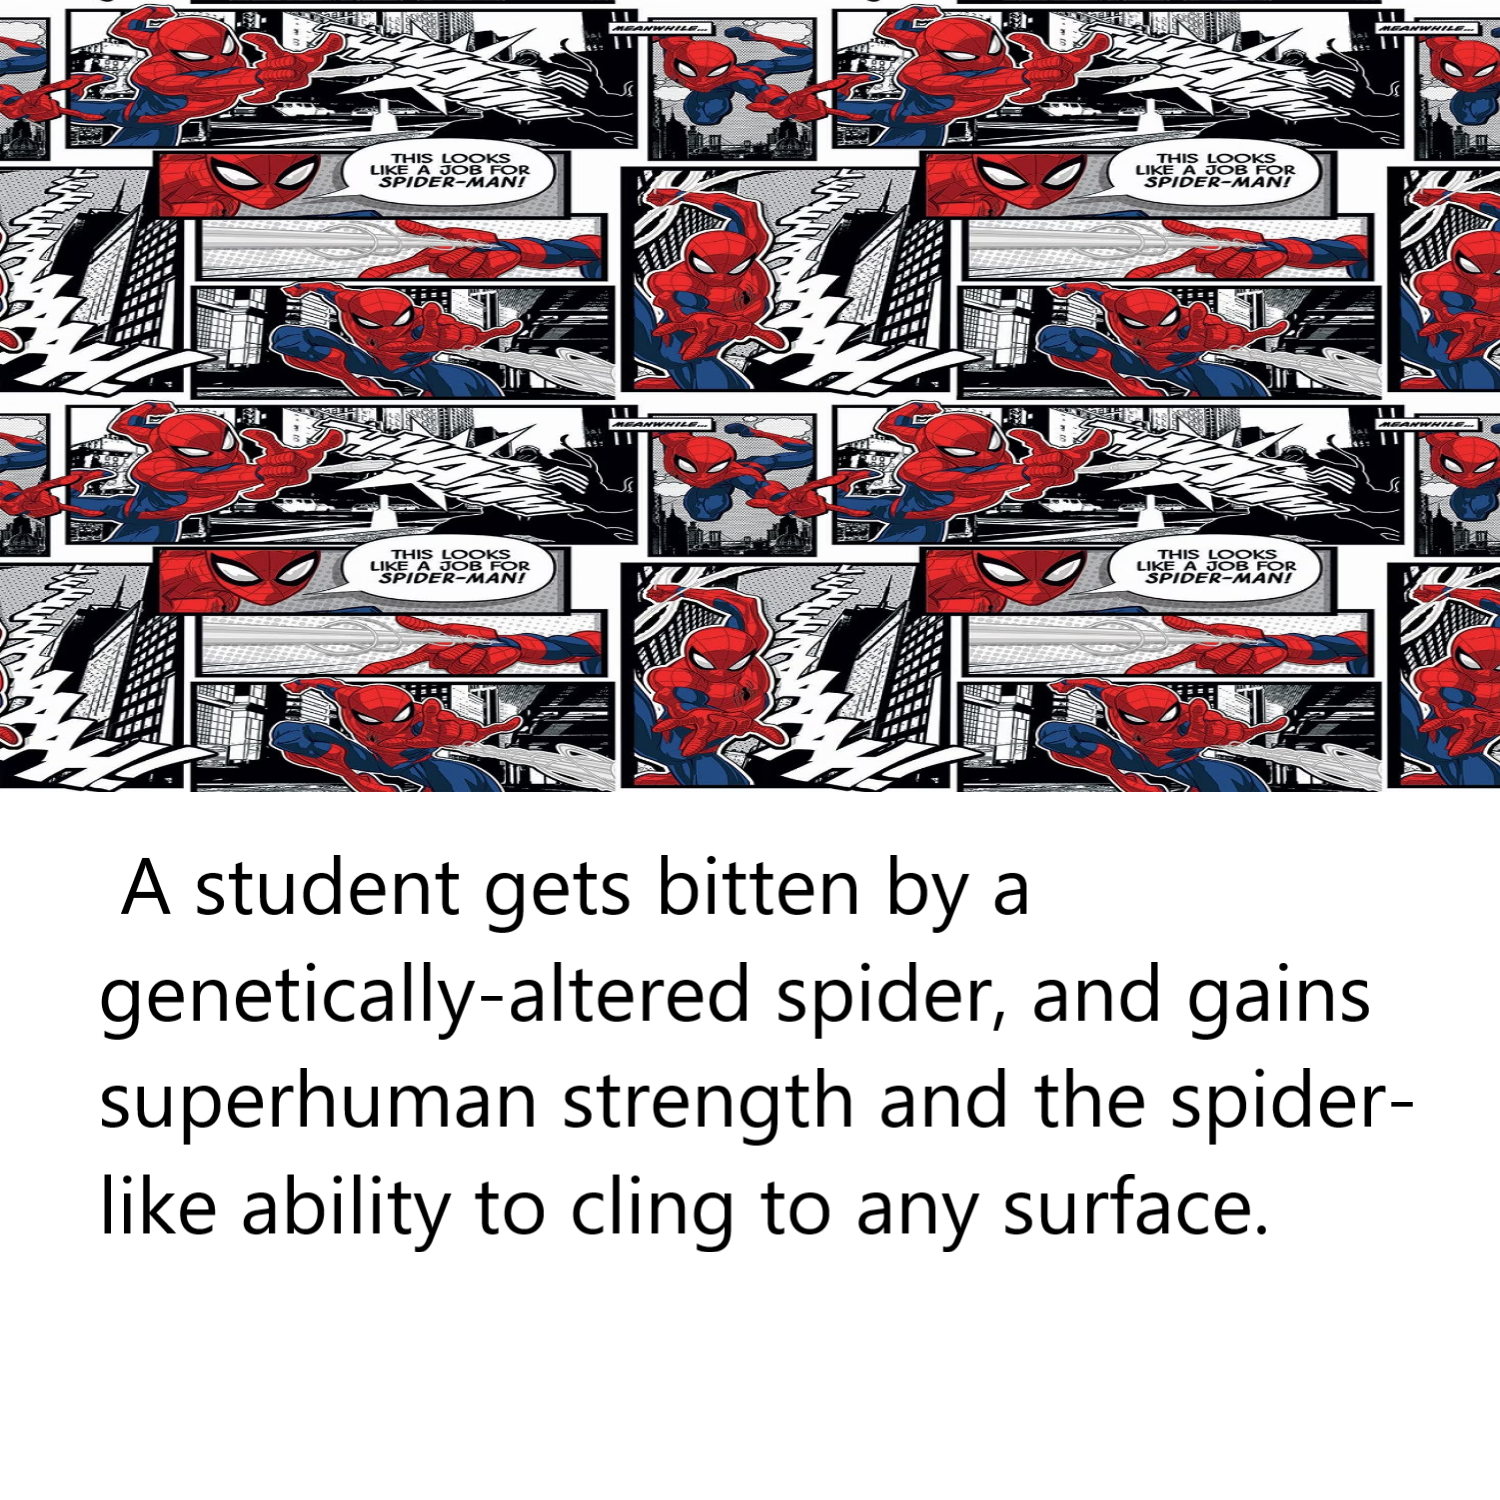 MEANWHILE...
MEANWHILE...
THIS LOOKS
LIKE A JOB FOR
SPIDER-MAN!
THIS LOOKS
LIKE A JOB FOR
SPIDER-MAN!
MEANWHILE...
MEANWHILE...
THIS LOOKS
LIKE A JOB FOR
SPIDER-MAN!
THIS LOOKS
LIKE A JOB FOR
SPIDER-MAN!
A student gets bitten by a
genetically-altered spider, and gains
superhuman strength and the spider-
like ability to cling to any surface.